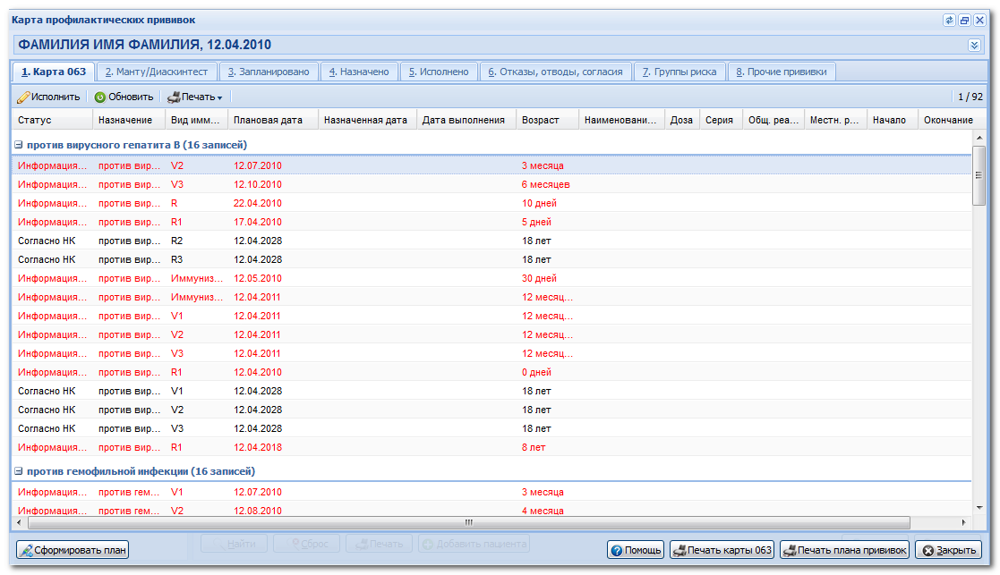 Карта профилактических прививок
ФАМИЛИЯ ИМЯ ФАМИЛИЯ, 12.04.2010
1. Карта 063 2. Манту/Диаскинтест 3. Запланировано 4. Назначено 5. Исполнено 6. Отказы, отводы, согласия 7. Группы риска 8. Прочие прививки
Исполнить Обновить Печать 1 / 92
Статус Назначение Вид имм... Плановая дата Назначенная дата Дата выполнения Возраст Наименовани... Доза Серия Общ. реа... Местн. р... Начало Окончание
против вирусного гепатита B (16 записей)
Информация... против вир... V2 12.07.2010 3 месяца
Информация... против вир... V3 12.10.2010 6 месяцев
Информация... против вир... R 22.04.2010 10 дней
Информация... против вир... R1 17.04.2010 5 дней
Согласно НК против вир... R2 12.04.2028 18 лет
Согласно НК против вир... R3 12.04.2028 18 лет
Информация... против вир... Иммуниз... 12.05.2010 30 дней
Информация... против вир... Иммуниз... 12.04.2011 12 месяц...
Информация... против вир... V1 12.04.2011 12 месяц...
Информация... против вир... V2 12.04.2011 12 месяц...
Информация... против вир... V3 12.04.2011 12 месяц...
Информация... против вир... R1 12.04.2010 0 дней
Согласно НК против вир... V1 12.04.2028 18 лет
Согласно НК против вир... V2 12.04.2028 18 лет
Согласно НК против вир... V3 12.04.2028 18 лет
Информация... против вир... R1 12.04.2018 8 лет
против гемофильной инфекции (16 записей)
Информация... против гем... V1 12.07.2010 3 месяца
Информация... против гем... V2 12.08.2010 4 месяца
Сформировать план Найти Сброс Печать Добавить пациента Помощь Печать карты 063 Печать плана прививок Закрыть